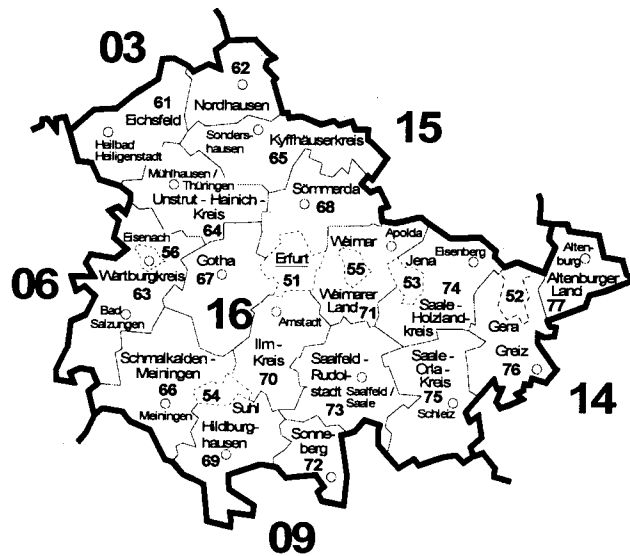 03
62
61
Nordhausen
Eichsfeld
15
Sonders-
hausen
Kyffhäuserkreis
65
Heilbad
Heiligenstadt
Mühlhausen /
Thüringen
Unstrut - Hainich -
Kreis
64
Sömmerda
68
Eisenach
56
Wartburgkreis
63
06
Gotha
67
Erfurt
51
Weimar
55
Weimarer
Land
71
Apolda
Jena
53
Eisenberg
74
Saale-
Holzland-
kreis
52
Gera
Alten-
burg
Altenburger
Land
77
Bad
Salzungen
16
Arnstadt
Schmalkalden-
Meiningen
66
Meiningen
54
Suhl
Ilm-
Kreis
70
Saalfeld -
Rudol-
stadt
73
Saalfeld /
Saale
Saale -
Orla -
Kreis
75
Schleiz
Greiz
76
14
Hildburg-
hausen
69
Sonne-
berg
72
09